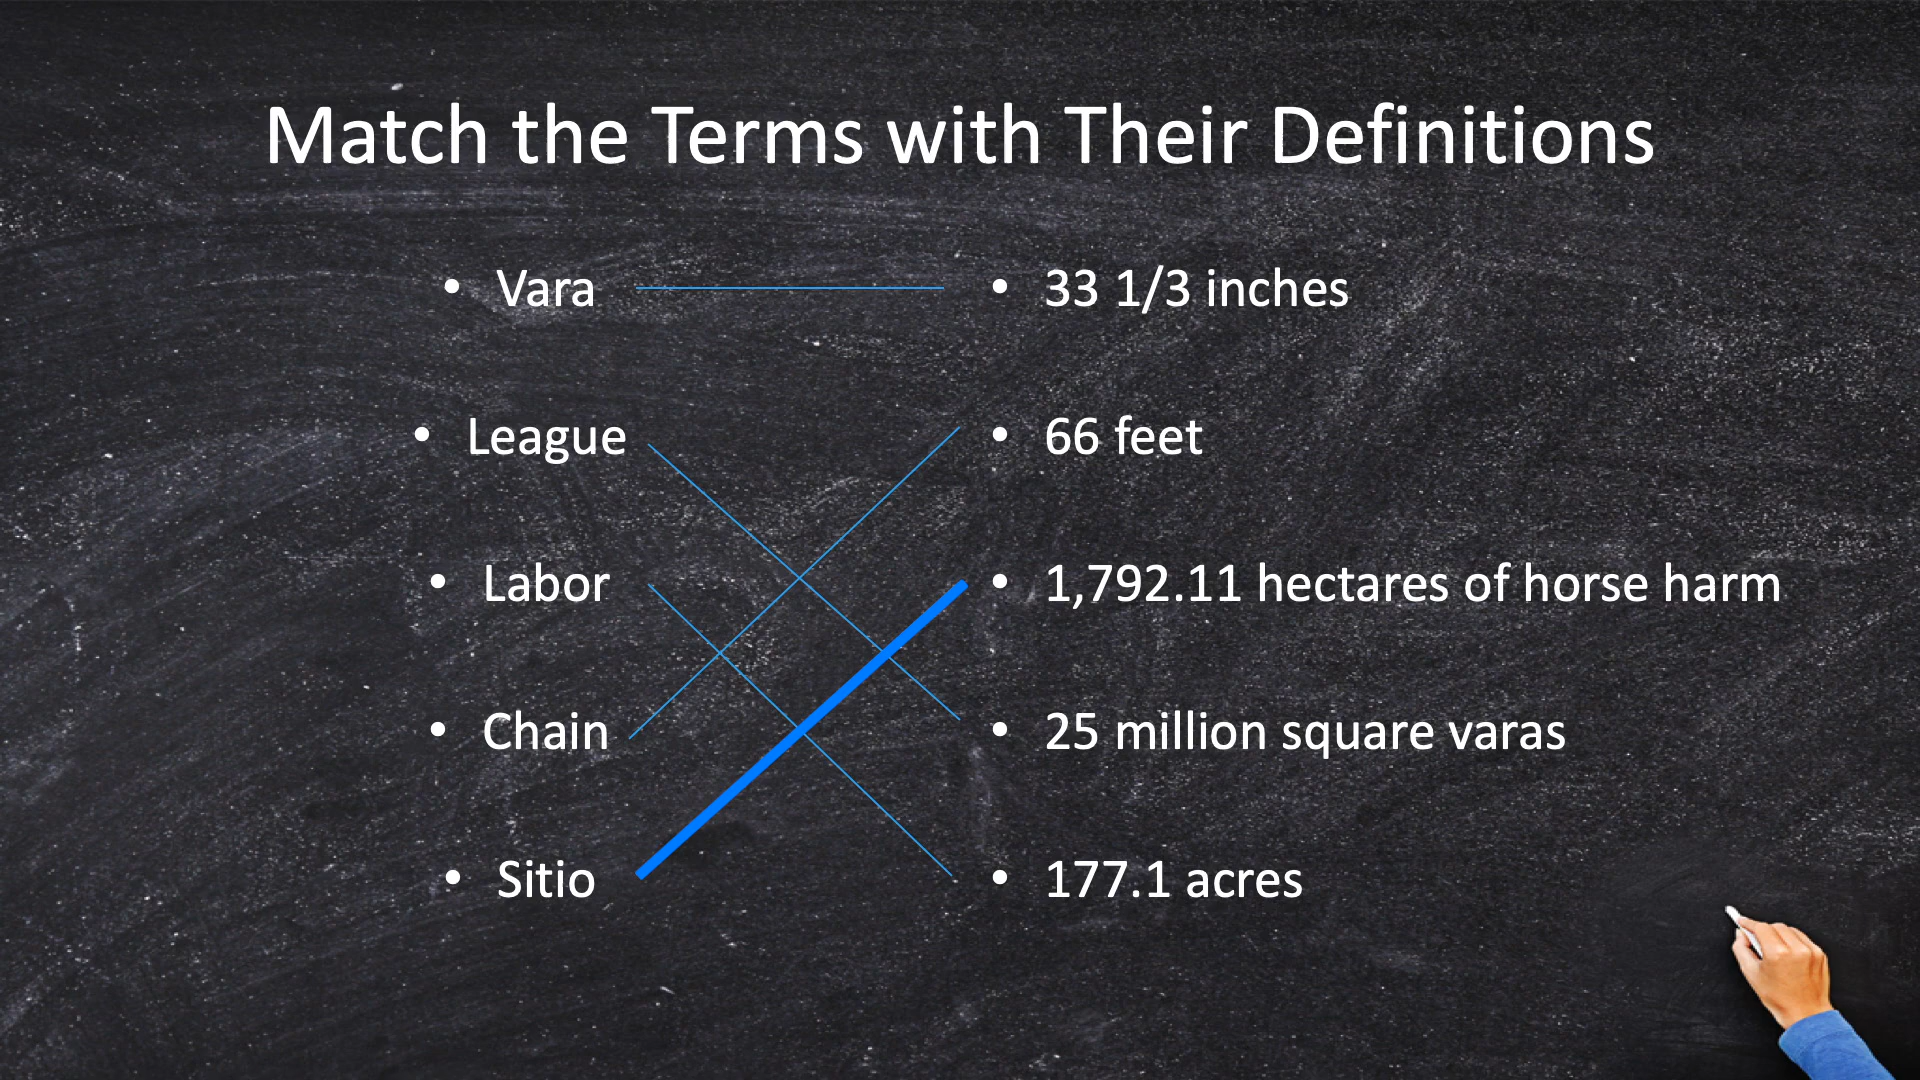 Match the Terms with Their Definitions
• Vara
• 33 1/3 inches
• League
• 66 feet
• Labor
• 1,792.11 hectares of horse harm
• Chain
• 25 million square varas
• Sitio
• 177.1 acres